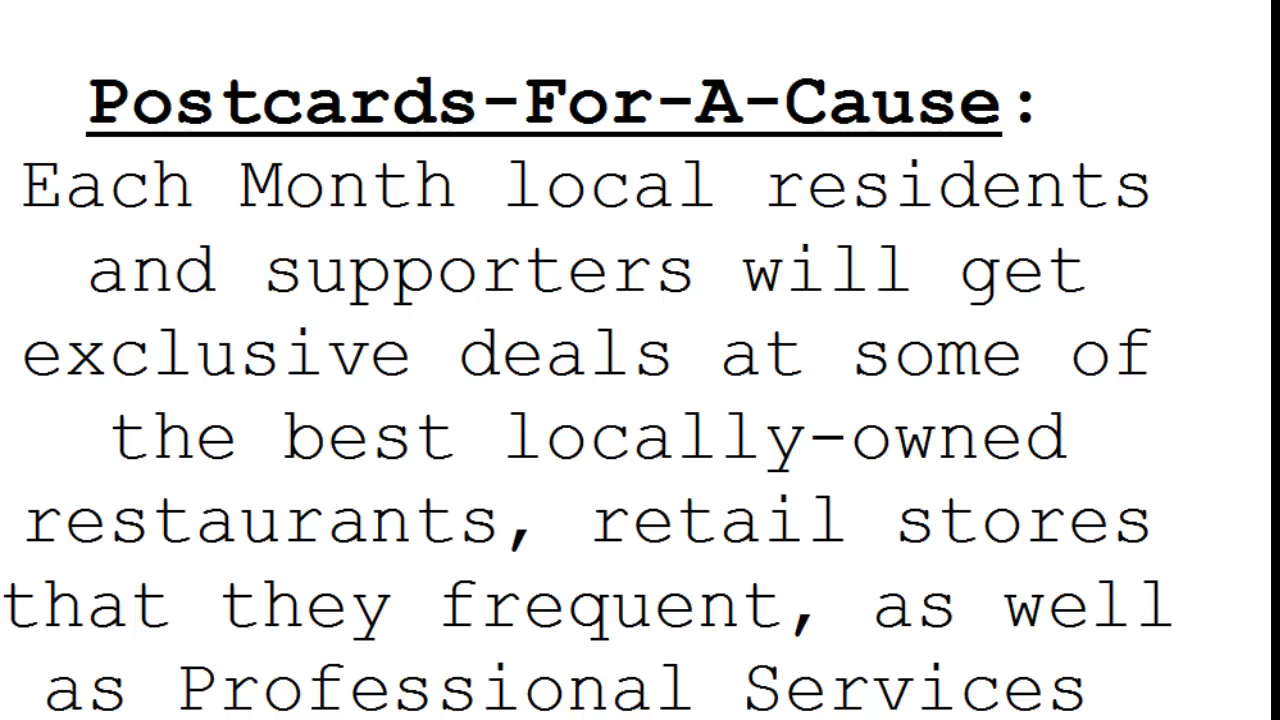 Postcards-For-A-Cause:
Each Month local residents
and supporters will get
exclusive deals at some of
the best locally-owned
restaurants, retail stores
that they frequent, as well
as Professional Services